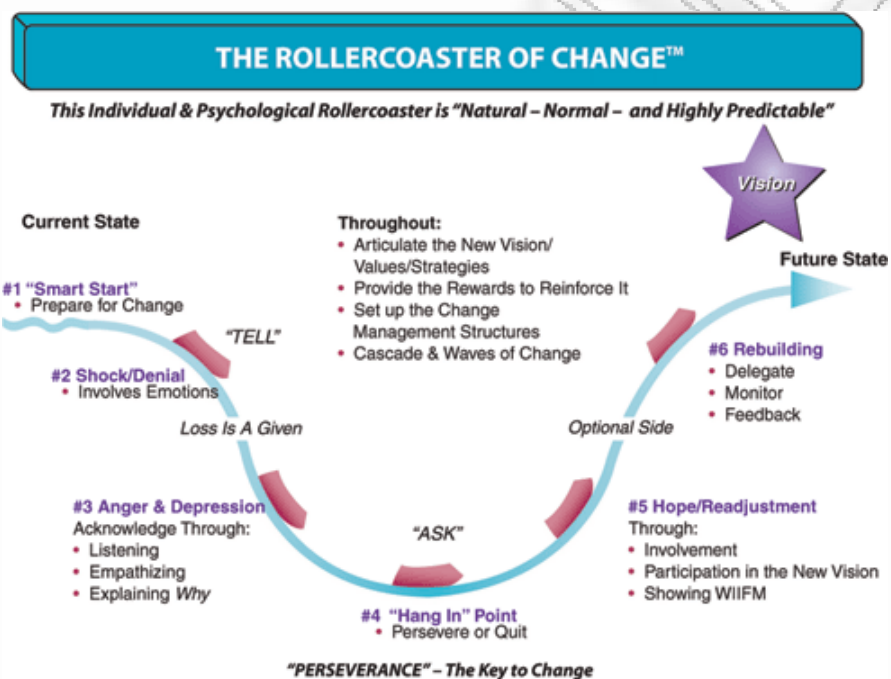 THE ROLLERCOASTER OF CHANGE™
This Individual & Psychological Rollercoaster is “Natural – Normal – and Highly Predictable”
Vision
Current State
Future State
#1 “Smart Start”
• Prepare for Change
Throughout:
• Articulate the New Vision/
Values/Strategies
• Provide the Rewards to Reinforce It
• Set up the Change
Management Structures
• Cascade & Waves of Change
“TELL”
#2 Shock/Denial
• Involves Emotions
Loss Is A Given
#3 Anger & Depression
Acknowledge Through:
• Listening
• Empathizing
• Explaining Why
“ASK”
#4 “Hang In” Point
• Persevere or Quit
Optional Side
#5 Hope/Readjustment
Through:
• Involvement
• Participation in the New Vision
• Showing WIIFM
#6 Rebuilding
• Delegate
• Monitor
• Feedback
“PERSEVERANCE” – The Key to Change